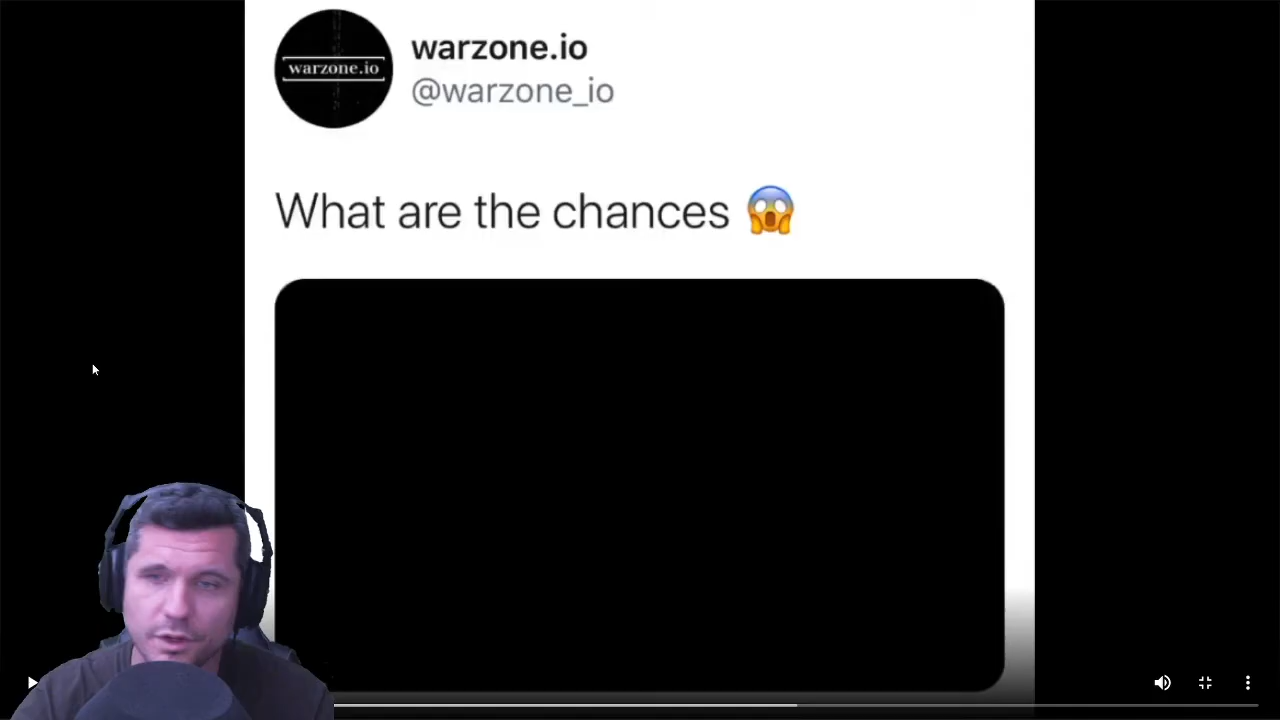 warzone.io
warzone.io
@warzone_io
What are the chances 😱